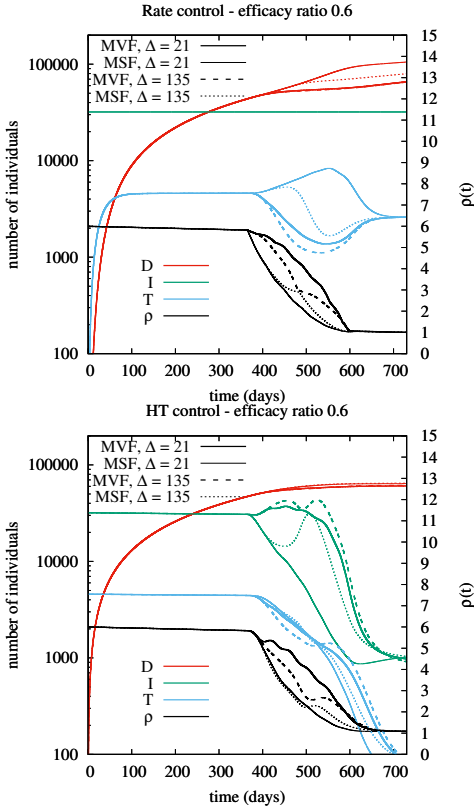 Rate control - efficacy ratio 0.6
MVF, Δ = 21
MSF, Δ = 21
MVF, Δ = 135
MSF, Δ = 135
100000
10000
1000
100
number of individuals
15
14
13
12
11
10
9
8
7
6
5
4
3
2
1
0
ρ(t)
D
I
T
ρ
0 100 200 300 400 500 600 700
time (days)
HT control - efficacy ratio 0.6
MVF, Δ = 21
MSF, Δ = 21
MVF, Δ = 135
MSF, Δ = 135
100000
10000
1000
100
number of individuals
15
14
13
12
11
10
9
8
7
6
5
4
3
2
1
0
ρ(t)
D
I
T
ρ
0 100 200 300 400 500 600 700
time (days)